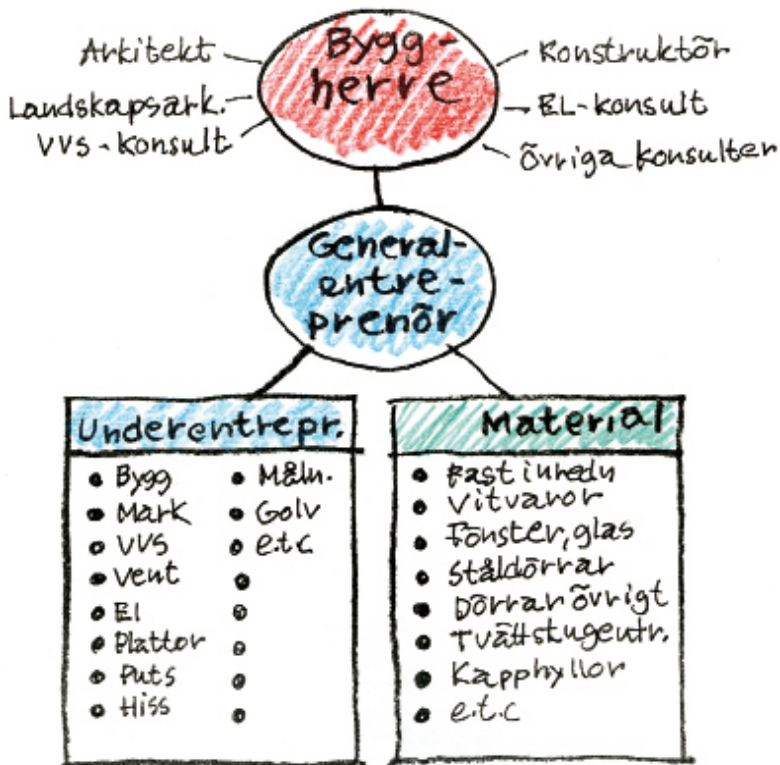 Arkitekt
Landskapsark.
VVS-konsult
Bygg-
herre
Konstruktör
EL-konsult
Övriga konsulter
General-
entre-
prenör
Underentrepr.
Bygg
Mark
VVS
Vent
El
Plattor
Puts
Hiss
Måln.
Golv
e.t.c
Material
Fast inredn
Vitvaror
Fönster, glas
Ståldörrar
Dörrar övrigt
Tvättstugeutr.
Kapphyllor
e.t.c